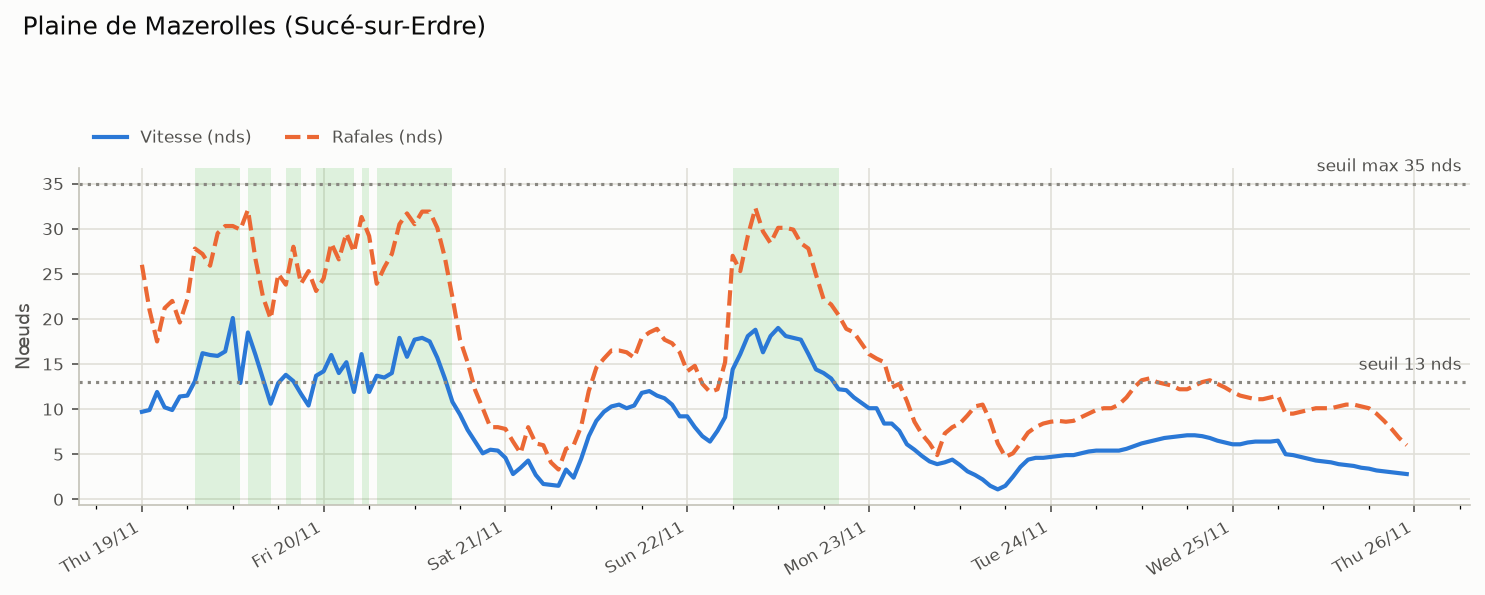 Plaine de Mazerolles (Sucé-sur-Erdre)
Vitesse (nds)
Rafales (nds)
seuil max 35 nds
seuil 13 nds
Nœuds
35
30
25
20
15
10
5
0
Thu 19/11
Fri 20/11
Sat 21/11
Sun 22/11
Mon 23/11
Tue 24/11
Wed 25/11
Thu 26/11